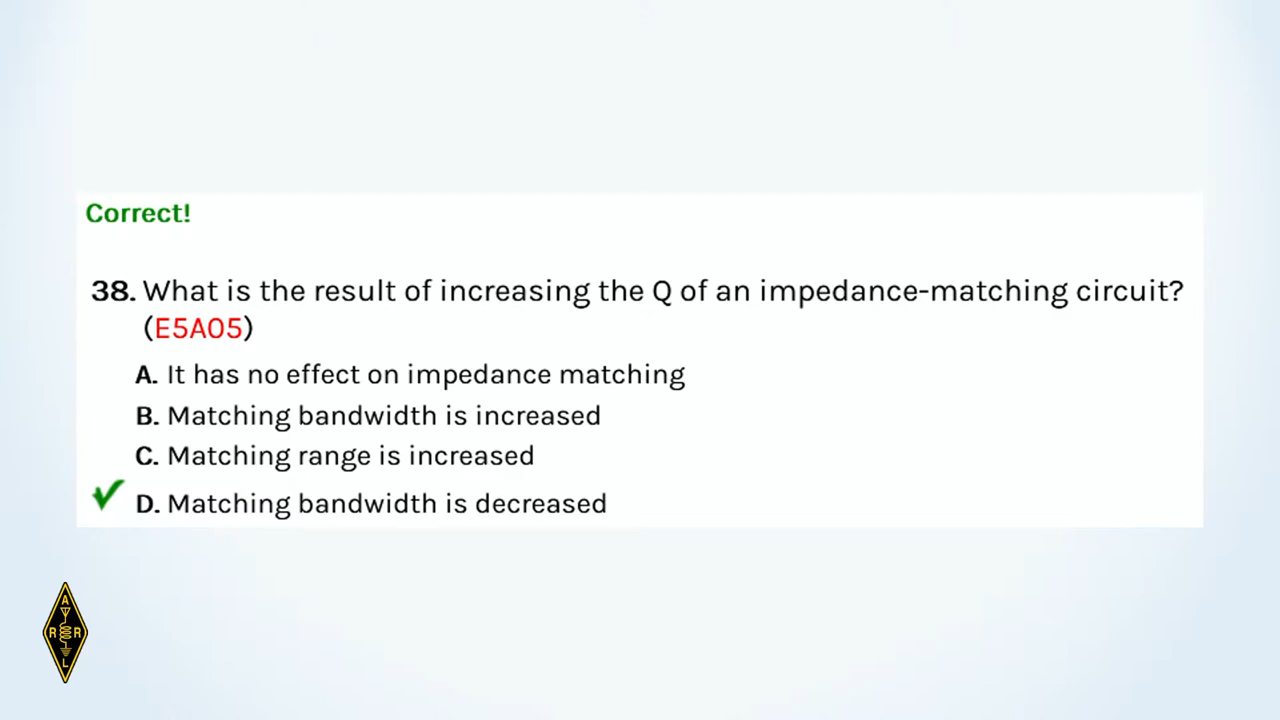 Correct!
38. What is the result of increasing the Q of an impedance-matching circuit?
(E5A05)
A. It has no effect on impedance matching
B. Matching bandwidth is increased
C. Matching range is increased
D. Matching bandwidth is decreased
A
R R
L